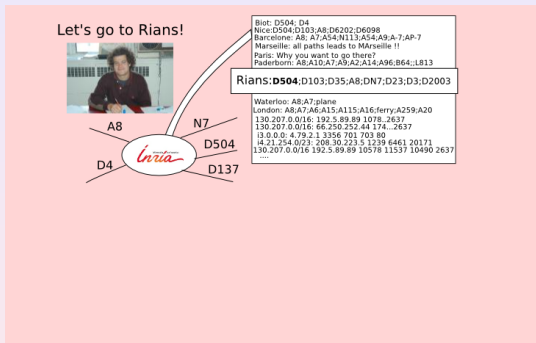 Let's go to Rians!
Biot: D504; D4
Nice:D504;D103;A8;D6202;D6098
Barcelone: A8; A7;A54;N113;A54;A9;A-7;AP-7
Marseille: all paths leads to MArseille !!
Paris: Why you want to go there?
Paderborn: A8;A10;A7;A9;A2;A14;A96;B64;;L813
Rians:D504;D103;D35;A8;DN7;D23;D3;D2003
Waterloo: A8;A7;plane
London: A8;A7;A6;A15;A115;A16;ferry;A259;A20
130.207.0.0/16: 192.5.89.89 1078..2637
130.207.0.0/16: 66.250.252.44 174...2637
i3.0.0.0: 4.79.2.1 3356 701 703 80
i4.21.254.0/23: 208.30.223.5 1239 6461 20171
130.207.0.0/16 192.5.89.89 10578 11537 10490 2637
....
A8
N7
D504
D4
D137
Inria